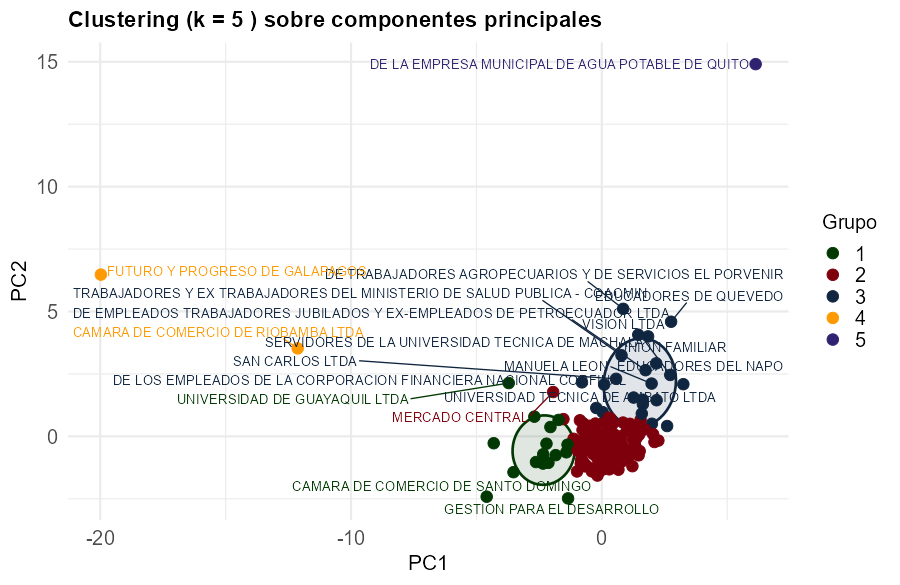 Clustering (k = 5 ) sobre componentes principales
15
DE LA EMPRESA MUNICIPAL DE AGUA POTABLE DE QUITO
10
Grupo
1
2
3
4
5
FUTURO Y PROGRESO DE GALAPAGOS
DE TRABAJADORES AGROPECUARIOS Y DE SERVICIOS EL PORVENIR
TRABAJADORES Y EX TRABAJADORES DEL MINISTERIO DE SALUD PUBLICA - COACMIN
EDUCADORES DE QUEVEDO
5
DE EMPLEADOS TRABAJADORES JUBILADOS Y EX-EMPLEADOS DE PETROECUADOR LTDA
VISION LTDA
CAMARA DE COMERCIO DE RIOBAMBA LTDA
SERVIDORES DE LA UNIVERSIDAD TECNICA DE MACHALA
UNION FAMILIAR
SAN CARLOS LTDA
MANUELA LEON
EDUCADORES DEL NAPO
DE LOS EMPLEADOS DE LA CORPORACION FINANCIERA NACIONAL
UNIVERSIDAD DE GUAYAQUIL LTDA
UNIVERSIDAD TECNICA DE AMBATO LTDA
MERCADO CENTRAL
0
CAMARA DE COMERCIO DE SANTO DOMINGO
GESTION PARA EL DESARROLLO
PC2
-20
-10
0
PC1